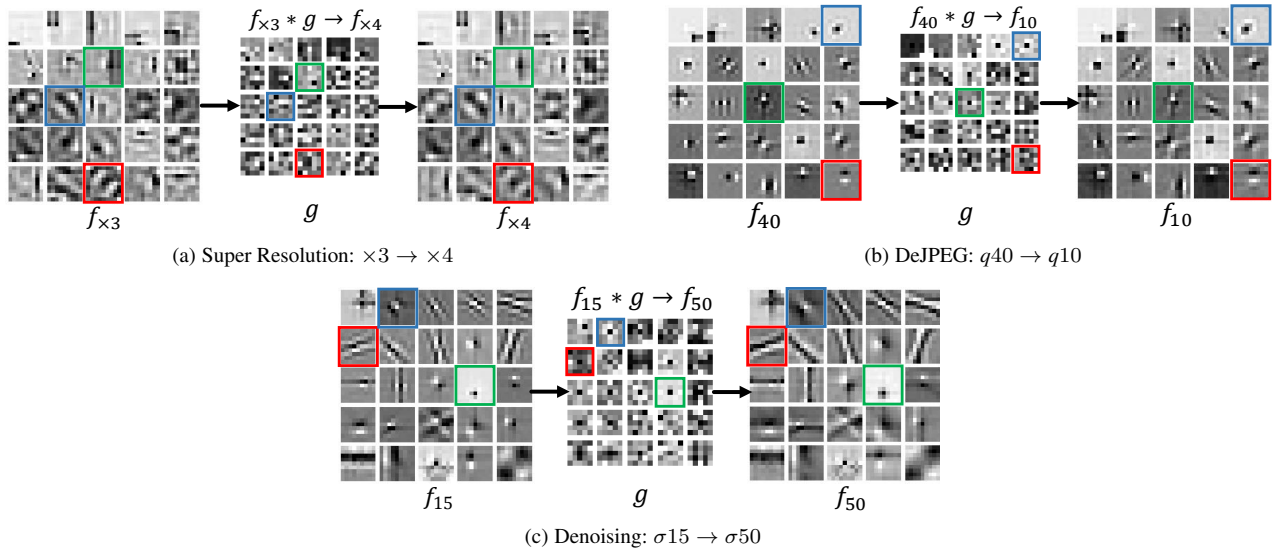 f×3 * g → f×4
f×3
g
f×4
(a) Super Resolution: ×3 → ×4
f40 * g → f10
f40
g
f10
(b) DeJPEG: q40 → q10
f15 * g → f50
f15
g
f50
(c) Denoising: σ15 → σ50